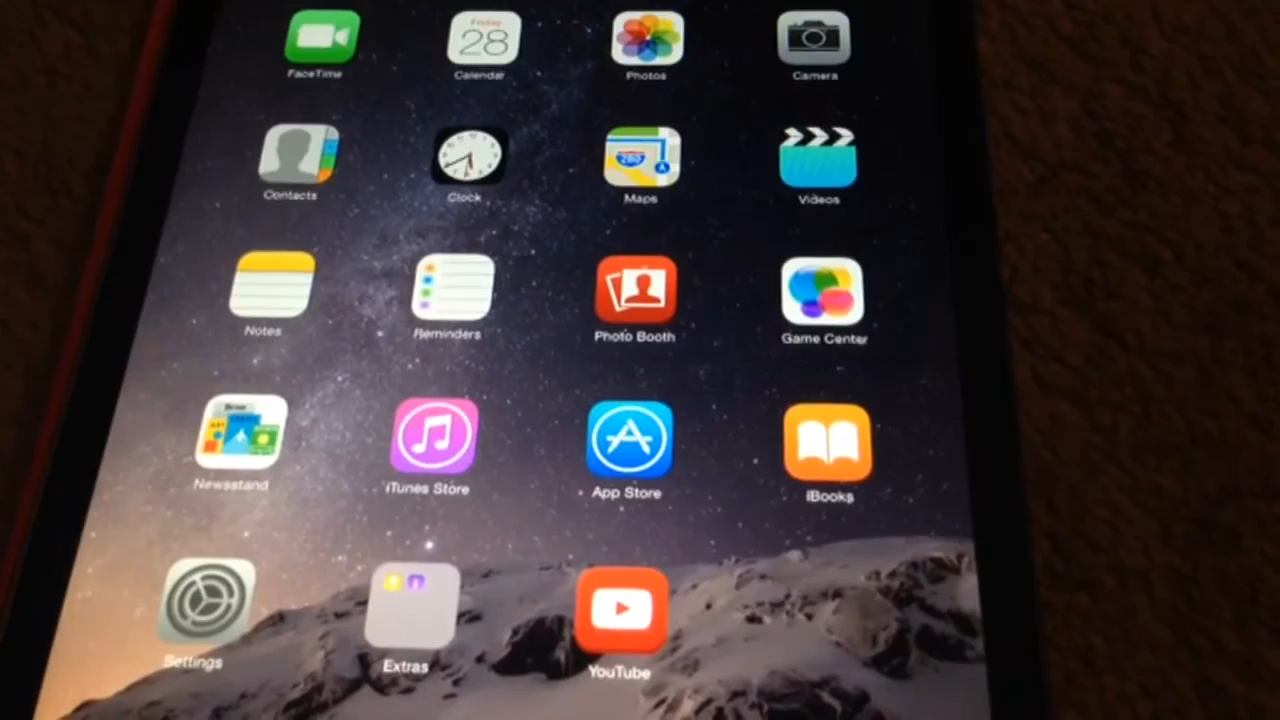 Friday
28
FaceTime
Calendar
Photos
Camera
280
Contacts
Clock
Maps
Videos
Notes
Reminders
Photo Booth
Game Center
Newsstand
iTunes Store
App Store
iBooks
Settings
Extras
YouTube